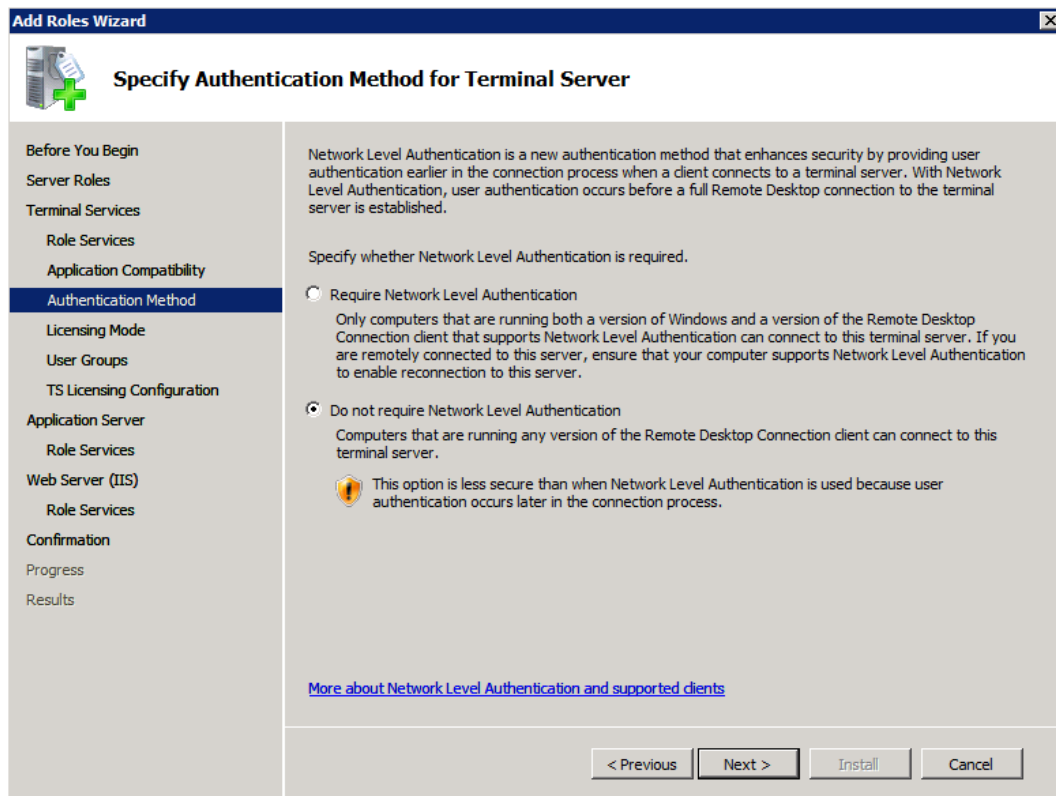 Add Roles Wizard
Specify Authentication Method for Terminal Server
Before You Begin
Server Roles
Terminal Services
Role Services
Application Compatibility
Authentication Method
Licensing Mode
User Groups
TS Licensing Configuration
Application Server
Role Services
Web Server (IIS)
Role Services
Confirmation
Progress
Results
Network Level Authentication is a new authentication method that enhances security by providing user
authentication earlier in the connection process when a client connects to a terminal server. With Network
Level Authentication, user authentication occurs before a full Remote Desktop connection to the terminal
server is established.
Specify whether Network Level Authentication is required.
Require Network Level Authentication
Only computers that are running both a version of Windows and a version of the Remote Desktop
Connection client that supports Network Level Authentication can connect to this terminal server. If you
are remotely connected to this server, ensure that your computer supports Network Level Authentication
to enable reconnection to this server.
Do not require Network Level Authentication
Computers that are running any version of the Remote Desktop Connection client can connect to this
terminal server.
This option is less secure than when Network Level Authentication is used because user
authentication occurs later in the connection process.
More about Network Level Authentication and supported clients
< Previous
Next >
Install
Cancel